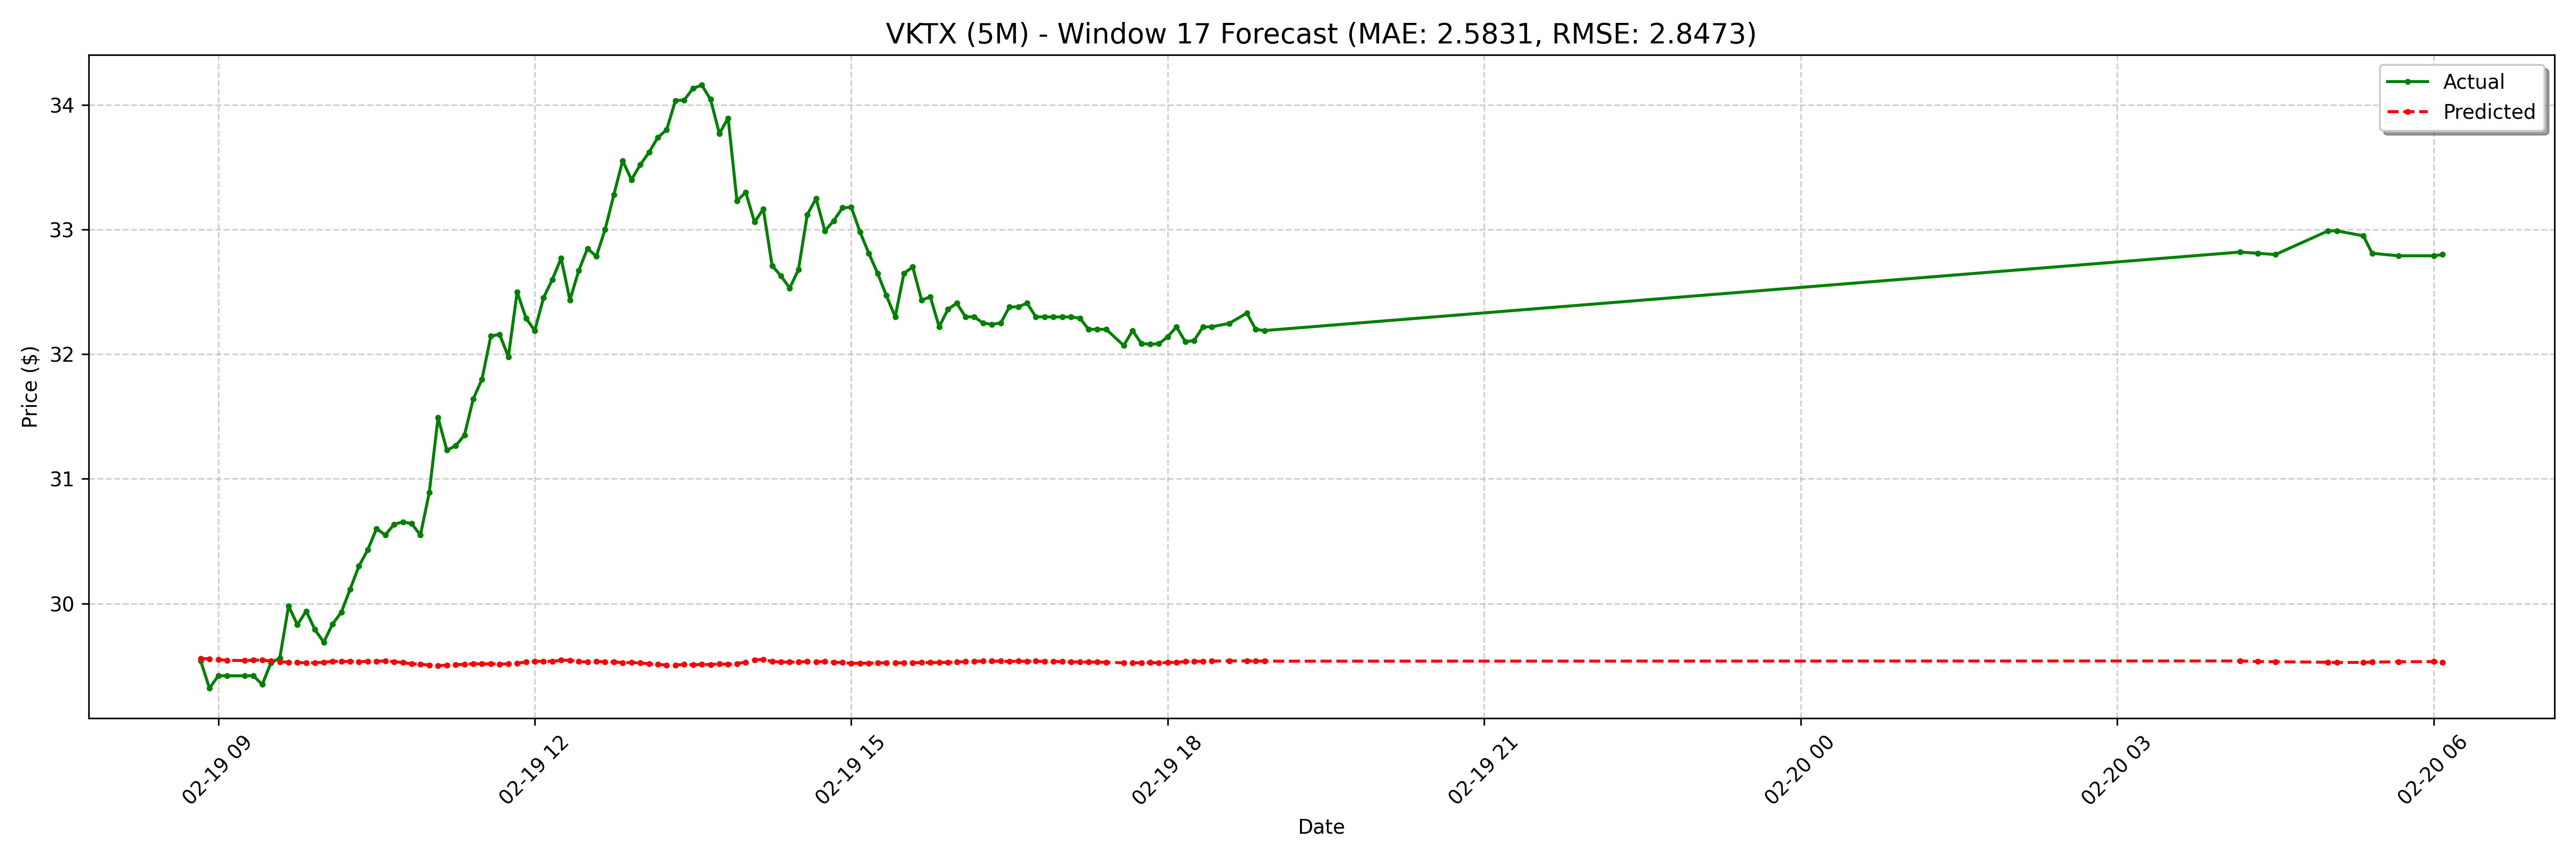 VKTX (5M) - Window 17 Forecast (MAE: 2.5831, RMSE: 2.8473)
Actual
Predicted
Price ($)
34
33
32
31
30
02-19 09
02-19 12
02-19 15
02-19 18
02-19 21
02-20 00
02-20 03
02-20 06
Date